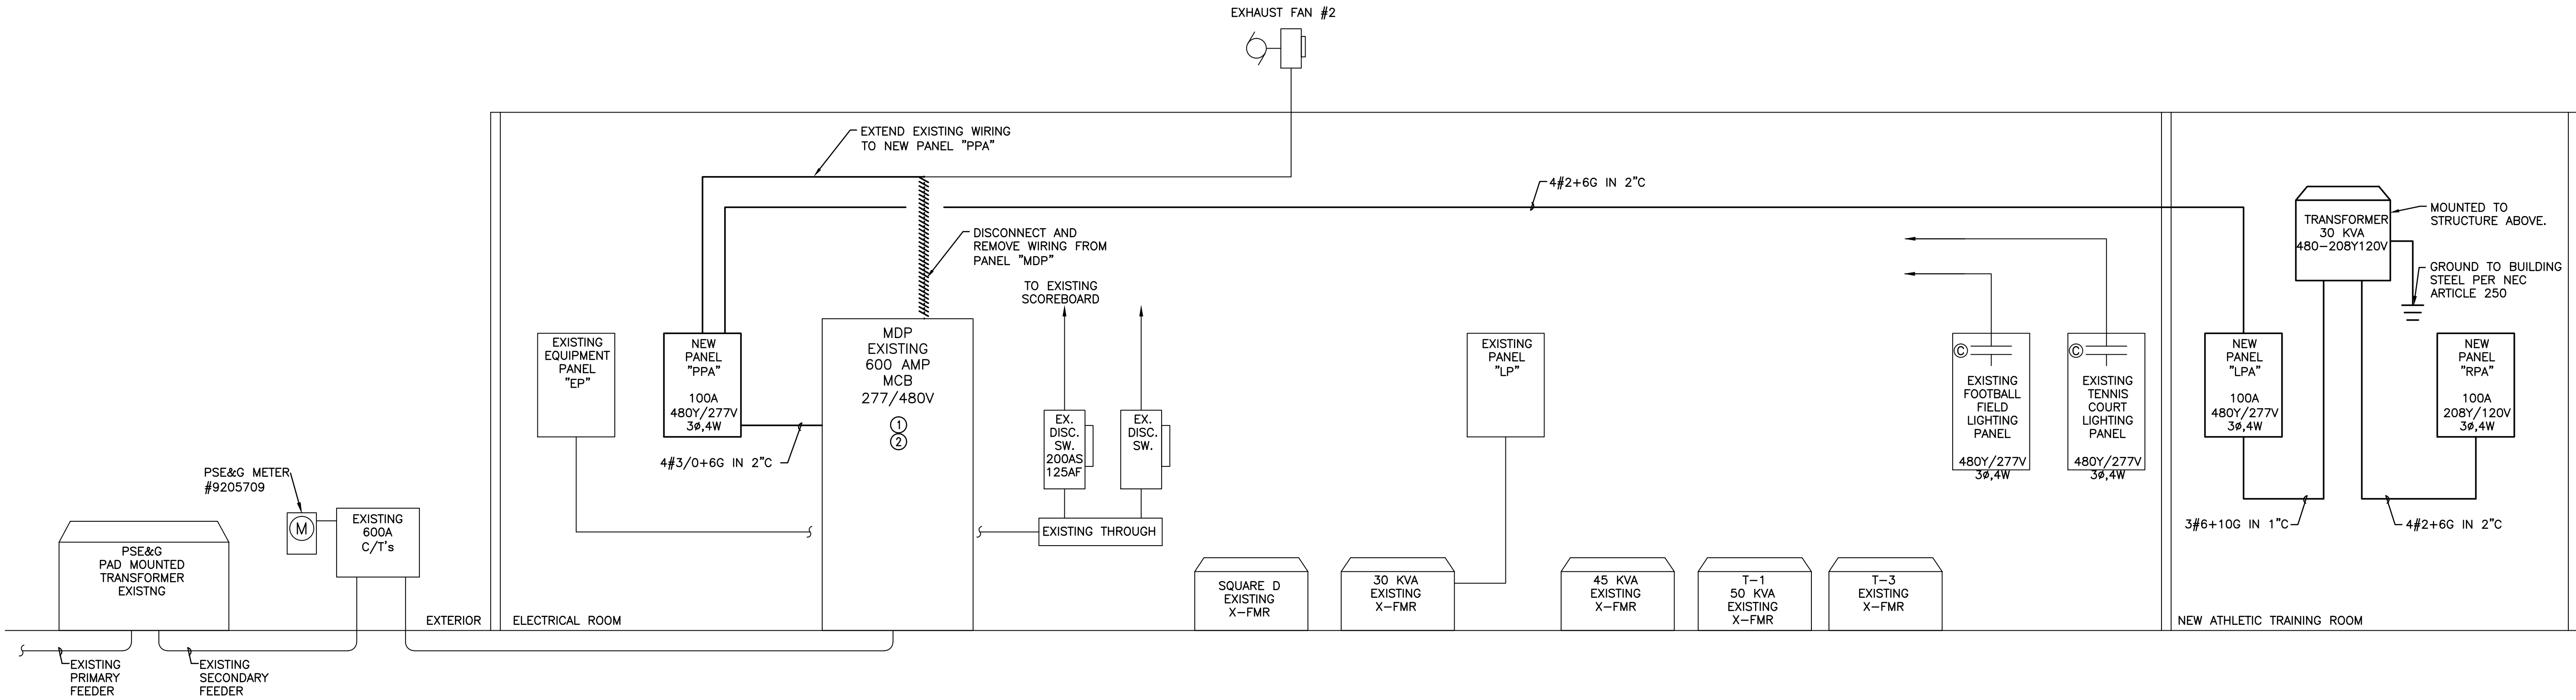 EXHAUST FAN #2
EXTEND EXISTING WIRING
TO NEW PANEL "PPA"
4#2+6G IN 2"C
DISCONNECT AND
REMOVE WIRING FROM
PANEL "MDP"
TO EXISTING
SCOREBOARD
TRANSFORMER
30 KVA
480-208Y120V
MOUNTED TO
STRUCTURE ABOVE.
GROUND TO BUILDING
STEEL PER NEC
ARTICLE 250
EXISTING
EQUIPMENT
PANEL
"EP"
NEW
PANEL
"PPA"
100A
480Y/277V
3ø,4W
MDP
EXISTING
600 AMP
MCB
277/480V
1
2
4#3/0+6G IN 2"C
EX.
DISC.
SW.
200AS
125AF
EX.
DISC.
SW.
EXISTING THROUGH
EXISTING
PANEL
"LP"
C
EXISTING
FOOTBALL
FIELD
LIGHTING
PANEL
480Y/277V
3ø,4W
C
EXISTING
TENNIS
COURT
LIGHTING
PANEL
480Y/277V
3ø,4W
NEW
PANEL
"LPA"
100A
480Y/277V
3ø,4W
NEW
PANEL
"RPA"
100A
208Y/120V
3ø,4W
3#6+10G IN 1"C
4#2+6G IN 2"C
PSE&G METER
#9205709
M
EXISTING
600A
C/T's
PSE&G
PAD MOUNTED
TRANSFORMER
EXISTNG
SQUARE D
EXISTING
X-FMR
30 KVA
EXISTING
X-FMR
45 KVA
EXISTING
X-FMR
T-1
50 KVA
EXISTING
X-FMR
T-3
EXISTING
X-FMR
EXTERIOR
ELECTRICAL ROOM
NEW ATHLETIC TRAINING ROOM
EXISTING
PRIMARY
FEEDER
EXISTING
SECONDARY
FEEDER